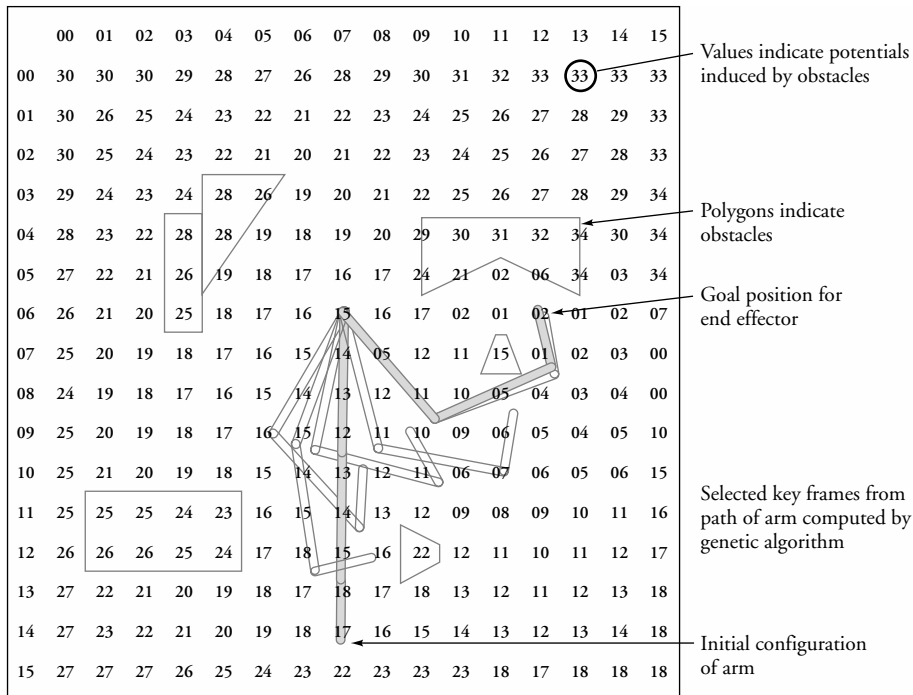 00 01 02 03 04 05 06 07 08 09 10 11 12 13 14 15
00 30 30 30 29 28 27 26 28 29 30 31 32 33 33 33 33
Values indicate potentials
induced by obstacles
01 30 26 25 24 23 22 21 22 23 24 25 26 27 28 29 33
02 30 25 24 23 22 21 20 21 22 23 24 25 26 27 28 33
03 29 24 23 24 28 26 19 20 21 22 25 26 27 28 29 34
Polygons indicate
obstacles
04 28 23 22 28 28 19 18 19 20 29 30 31 32 34 30 34
05 27 22 21 26 19 18 17 16 17 24 21 02 06 34 03 34
Goal position for
end effector
06 26 21 20 25 18 17 16 15 16 17 02 01 02 01 02 07
07 25 20 19 18 17 16 15 14 05 12 11 15 01 02 03 00
08 24 19 18 17 16 15 14 13 12 11 10 05 04 03 04 00
09 25 20 19 18 17 16 15 12 11 10 09 06 05 04 05 10
10 25 21 20 19 18 15 14 13 12 11 06 07 06 05 06 15
Selected key frames from
path of arm computed by
genetic algorithm
11 25 25 25 24 23 16 15 14 13 12 09 08 09 10 11 16
12 26 26 26 25 24 17 18 15 16 22 12 11 10 11 12 17
13 27 22 21 20 19 18 17 18 17 18 13 12 11 12 13 18
14 27 23 22 21 20 19 18 17 16 15 14 13 12 13 14 18
Initial configuration
of arm
15 27 27 27 26 25 24 23 22 23 23 23 18 17 18 18 18